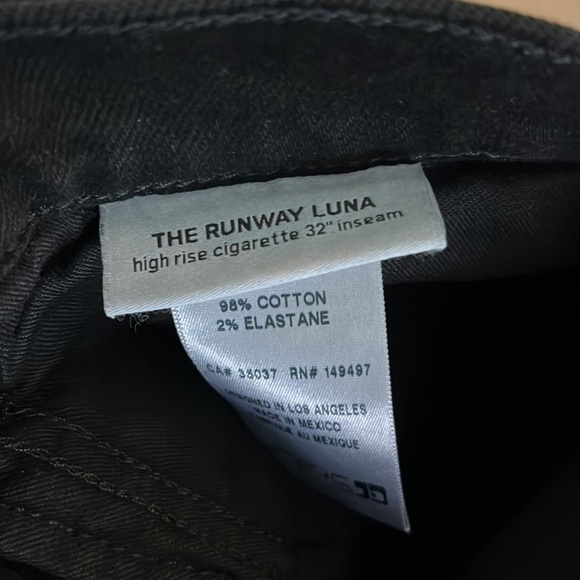 THE RUNWAY LUNA
high rise cigarette 32" inseam
98% COTTON
2% ELASTANE
CA# 35037 RN# 149497
IN LOS ANGELES
MADE IN MEXICO
AU MEXIQUE